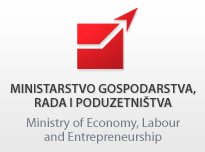 MINISTARSTVO GOSPODARSTVA,
RADA I PODUZETNIŠTVA
Ministry of Economy, Labour
and Entrepreneurship